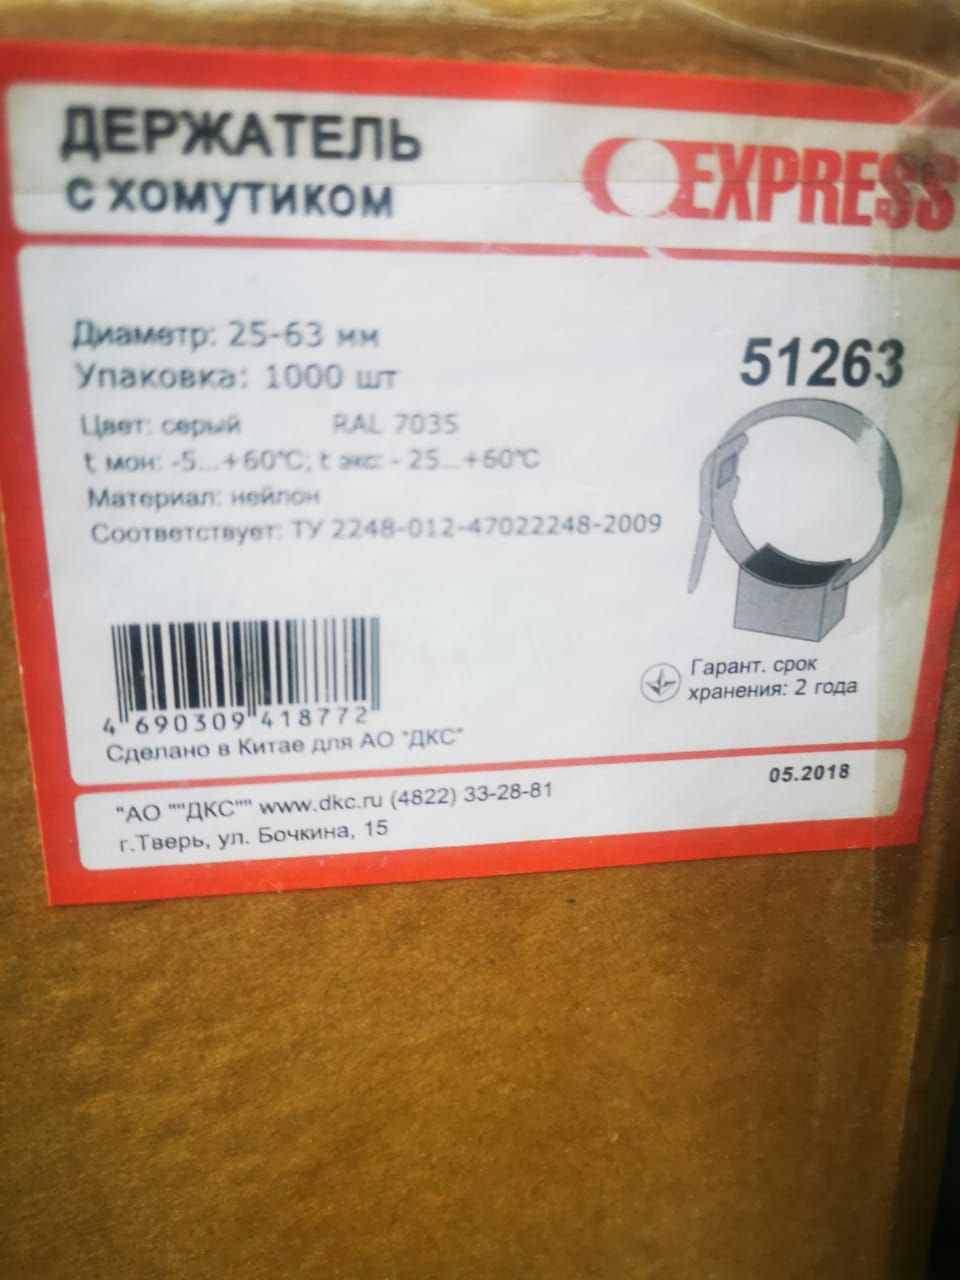 ДЕРЖАТЕЛЬ
с хомутиком
EXPRESS
Диаметр: 25-63 мм
Упаковка: 1000 шт
51263
Цвет: серый RAL 7035
t мон: -5...+60°C; t экс: - 25...+60°C
Материал: нейлон
Соответствует: ТУ 2248-012-47022248-2009
Гарант. срок
хранения: 2 года
4 690309 418772
Сделано в Китае для АО "ДКС"
05.2018
"АО ""ДКС"" www.dkc.ru (4822) 33-28-81
г.Тверь, ул. Бочкина, 15